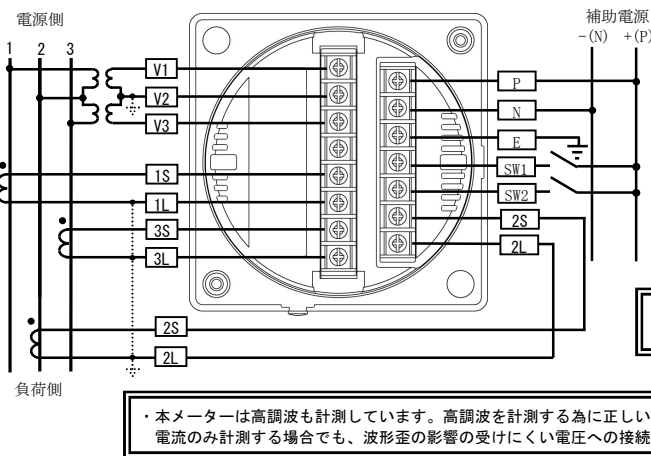 電源側
補助電源
1 2 3
－(N) ＋(P)
V1
V2
V3
1S
1L
3S
3L
P
N
E
SW1
SW2
2S
2L
2S
2L
負荷側
・本メーターは高調波も計測しています。高調波を計測する為に正しい
電流のみ計測する場合でも、波形歪の影響の受けにくい電圧への接続